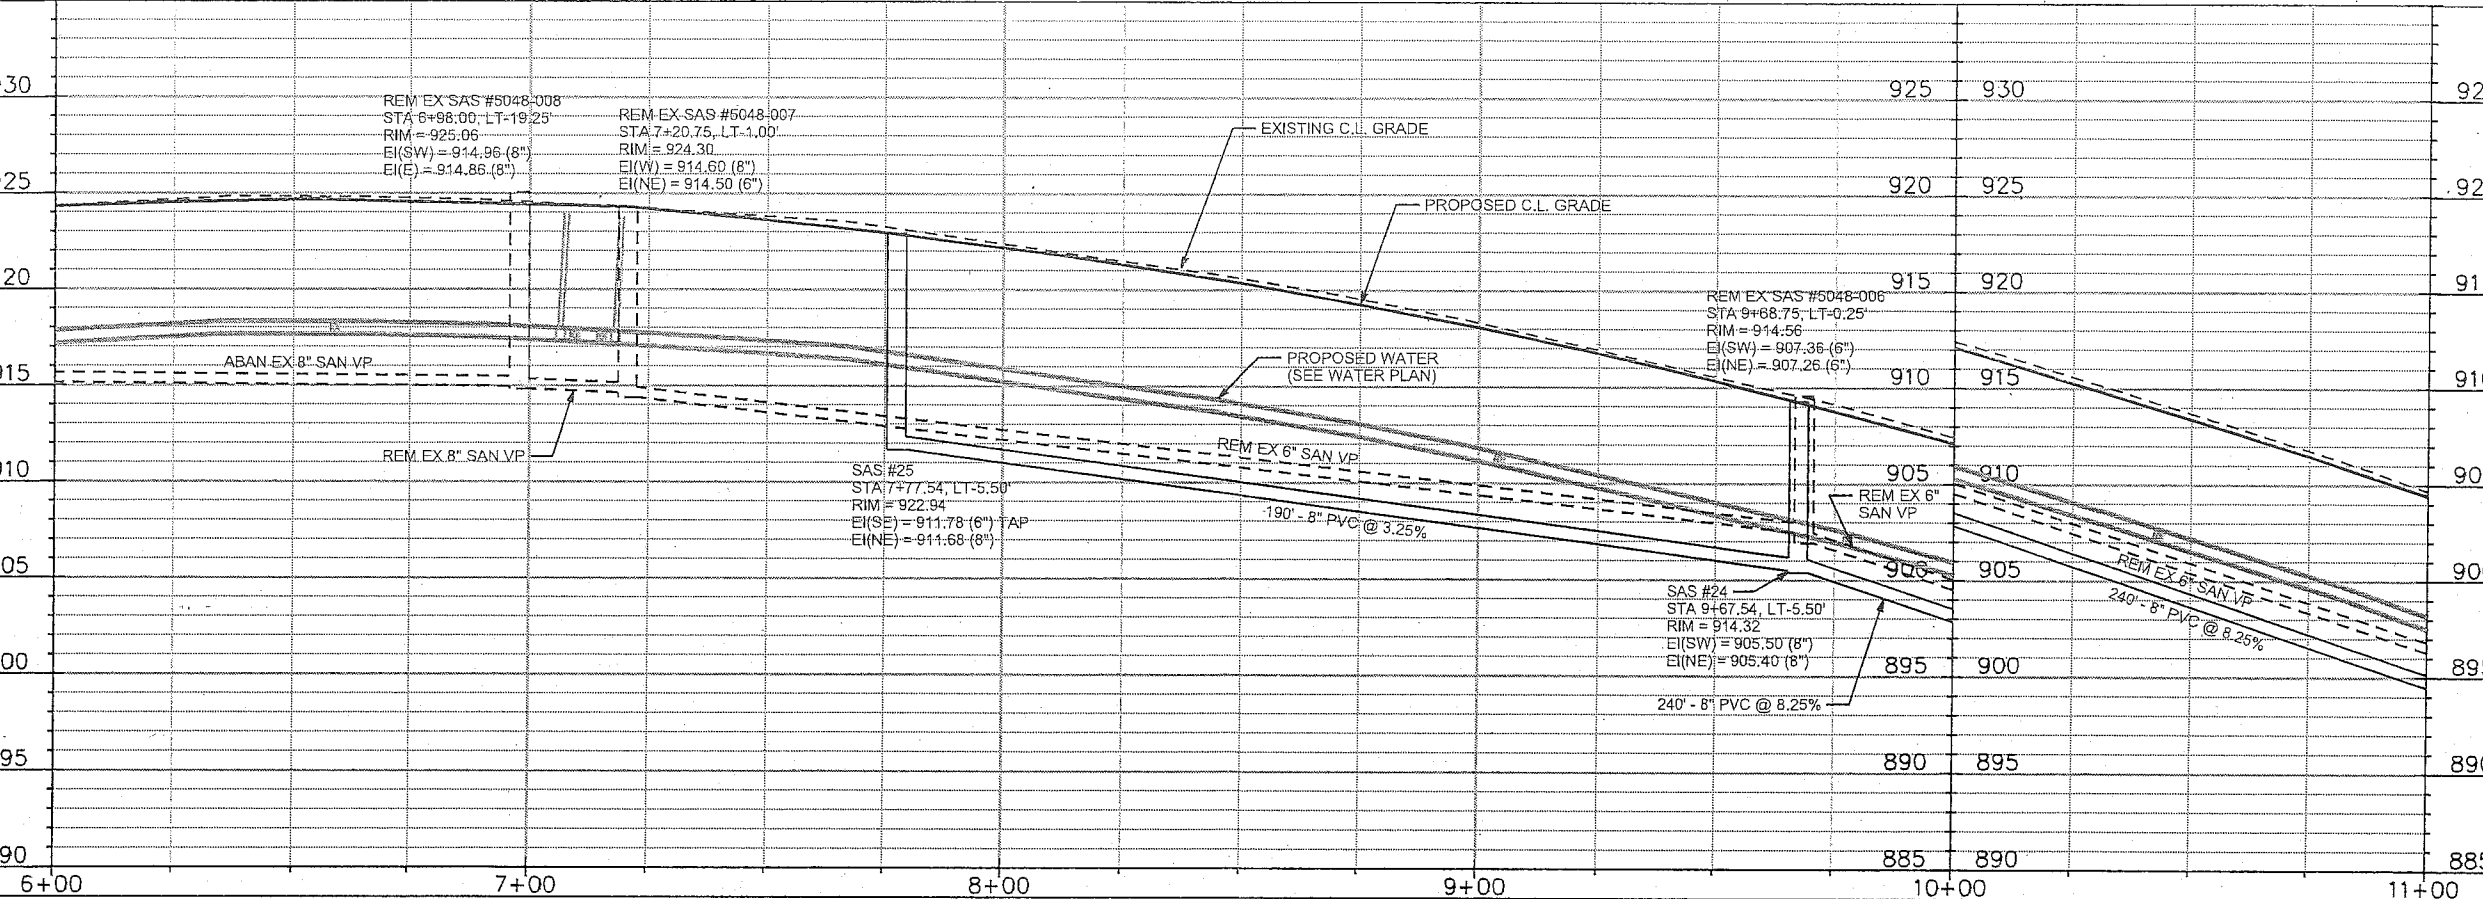 925 930
REM EX SAS #5048-008
STA 6+98.00, LT-19.25'
RIM = 925.06
EI(SW) = 914.96 (8")
EI(E) = 914.86 (8")
REM EX SAS #5048-007
STA 7+20.75, LT-1.00'
RIM = 924.30
EI(W) = 914.60 (8")
EI(NE) = 914.50 (6")
EXISTING C.L. GRADE
920 925
PROPOSED C.L. GRADE
915 920
REM EX SAS #5048-006
STA 9+68.75, LT-0.25'
RIM = 914.56
EI(SW) = 907.36 (6")
EI(NE) = 907.26 (6")
ABAN EX 8" SAN VP
PROPOSED WATER
(SEE WATER PLAN)
910 915
REM EX 8" SAN VP
REM EX 6" SAN VP
905 910
SAS #25
STA 7+77.54, LT-5.50'
RIM = 922.94
EI(SE) = 911.78 (6") TAP
EI(NE) = 911.68 (8")
190' - 8" PVC @ 3.25%
REM EX 6"
SAN VP
900 905
REM EX 6" SAN VP
240' - 8" PVC @ 8.25%
SAS #24
STA 9+67.54, LT-5.50'
RIM = 914.32
EI(SW) = 905.50 (8")
EI(NE) = 905.40 (8")
895 900
240' - 8" PVC @ 8.25%
890 895
885 890
6+00 7+00 8+00 9+00 10+00 11+00